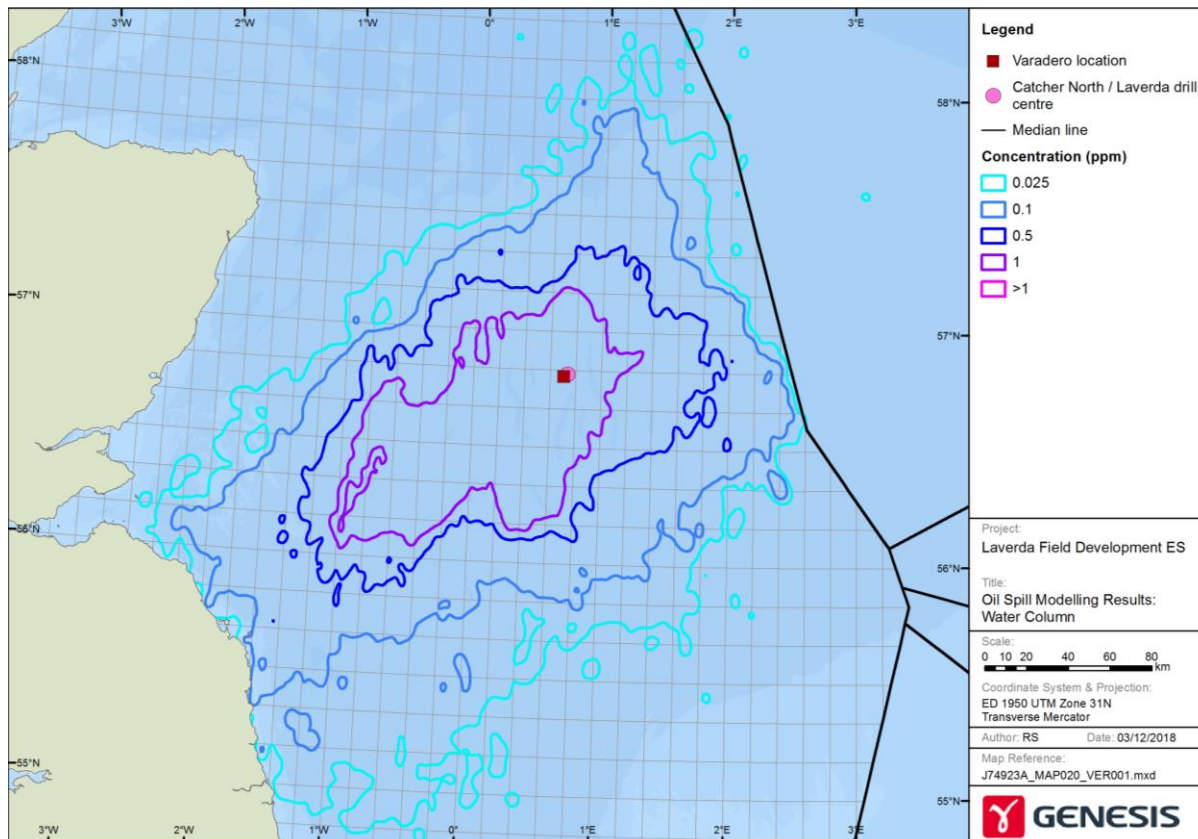 3°W 2°W 1°W 0° 1°E 2°E 3°E
58°N 58°N
57°N 57°N
56°N 56°N
55°N 55°N
3°W 2°W 1°W 0° 1°E 2°E 3°E
Legend
Varadero location
Catcher North / Laverda drill
centre
Median line
Concentration (ppm)
0.025
0.1
0.5
1
>1
Project:
Laverda Field Development ES
Title:
Oil Spill Modelling Results:
Water Column
Scale:
0 10 20 40 60 80
km
Coordinate System & Projection:
ED 1950 UTM Zone 31N
Transverse Mercator
Author: RS Date: 03/12/2018
Map Reference:
J74923A_MAP020_VER001.mxd
GENESIS